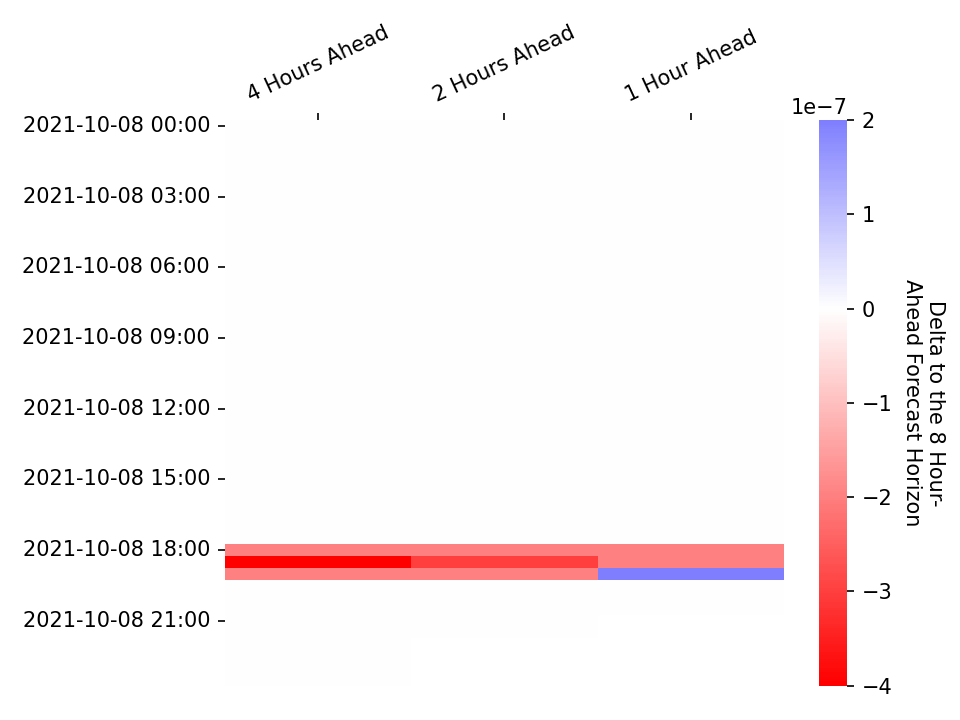 4 Hours Ahead
2 Hours Ahead
1 Hour Ahead
2021-10-08 00:00
2021-10-08 03:00
2021-10-08 06:00
2021-10-08 09:00
2021-10-08 12:00
2021-10-08 15:00
2021-10-08 18:00
2021-10-08 21:00
1e−7
2
1
0
−1
−2
−3
−4
Delta to the 8 Hour-
Ahead Forecast Horizon